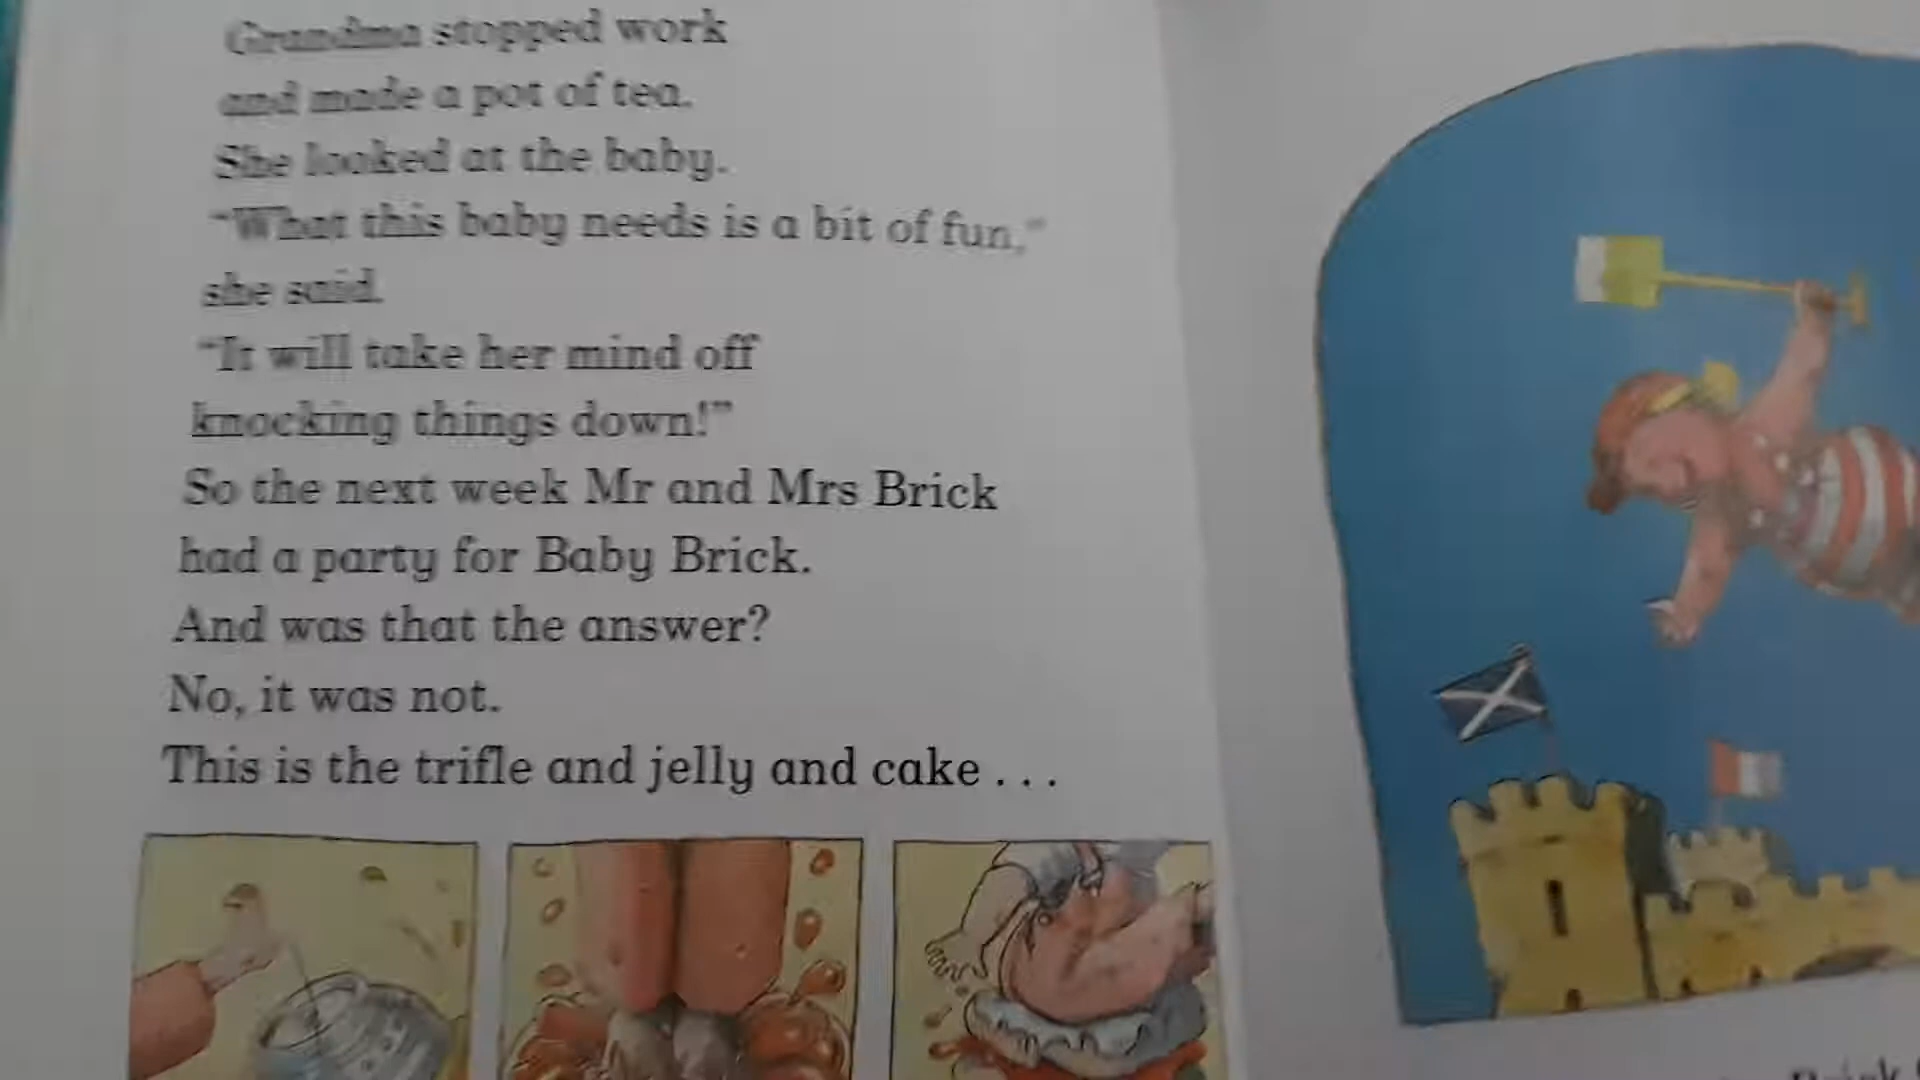 Grandma stopped work
and made a pot of tea.
She looked at the baby.
“What this baby needs is a bit of fun,”
she said.
“It will take her mind off
knocking things down!”
So the next week Mr and Mrs Brick
had a party for Baby Brick.
And was that the answer?
No, it was not.
This is the trifle and jelly and cake . . .
Brick